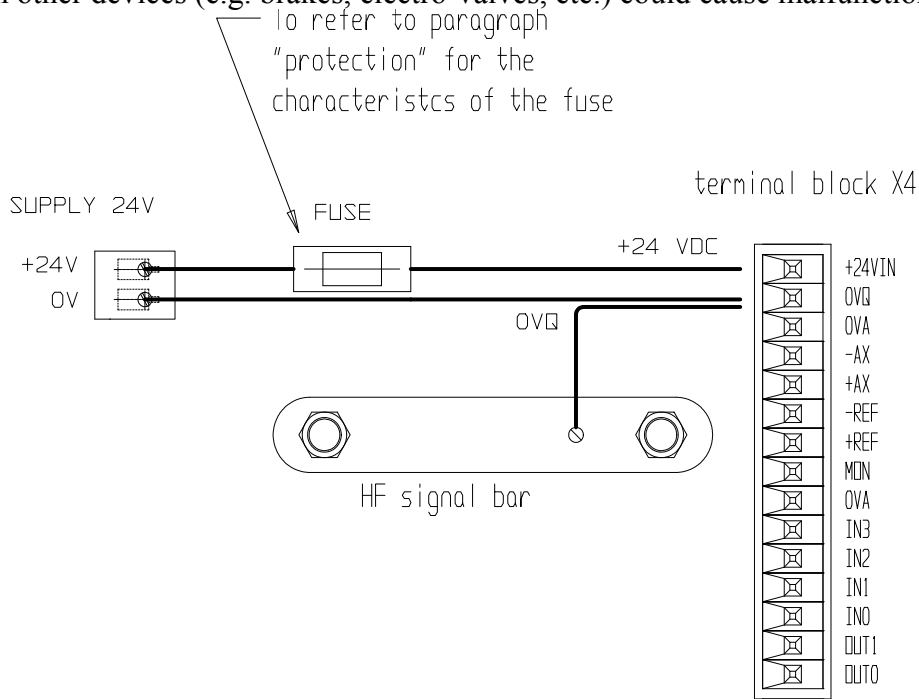 other devices (e.g. brakes, electro-valves, etc.) could cause malfunction
To refer to paragraph
"protection" for the
characteristcs of the fuse
terminal block X4
SUPPLY 24V
FUSE
+24 VDC
+24V
0V
0VQ
+24VIN
0VQ
0VA
-AX
+AX
-REF
+REF
MON
0VA
IN3
IN2
IN1
IN0
OUT1
OUT0
HF signal bar